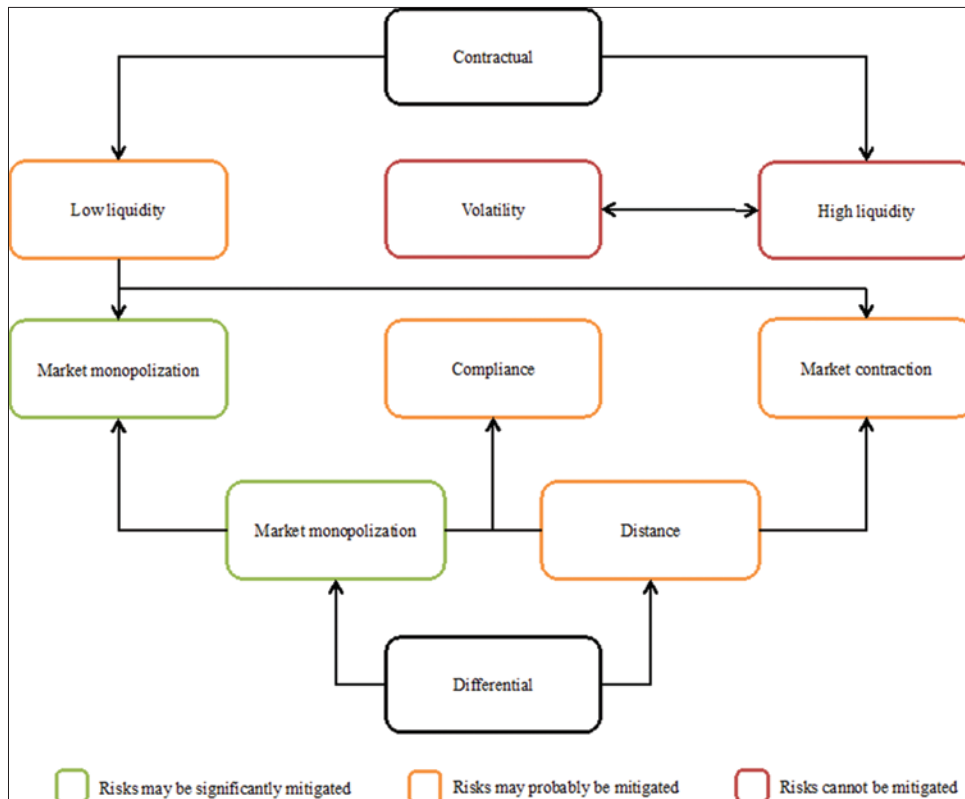 Contractual
Low liquidity
Volatility
High liquidity
Market monopolization
Compliance
Market contraction
Market monopolization
Distance
Differential
Risks may be significantly mitigated
Risks may probably be mitigated
Risks cannot be mitigated